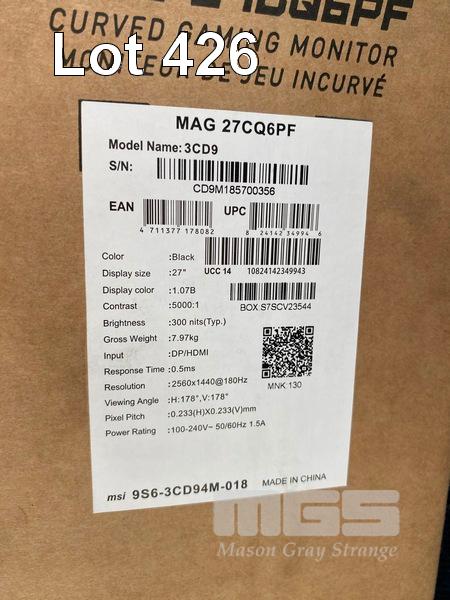 27CQ6PF
CURVED GAMING MONITOR
MONITEUR DE JEU INCURVÉ
Lot 426
MAG 27CQ6PF
Model Name: 3CD9
S/N:
CD9M185700356
EAN
4 711377 178082
UPC
8 24142 34994 6
Color :Black
Display size :27"
UCC 14 10824142349943
Display color :1.07B
Contrast :5000:1
BOX:S7SCV23544
Brightness :300 nits(Typ.)
Gross Weight :7.97kg
Input :DP/HDMI
Response Time :0.5ms
Resolution :2560x1440@180Hz
MNK 130
Viewing Angle :H:178°,V:178°
Pixel Pitch :0.233(H)X0.233(V)mm
Power Rating :100-240V~ 50/60Hz 1.5A
msi 9S6-3CD94M-018 MADE IN CHINA
MGS
Mason Gray Strange